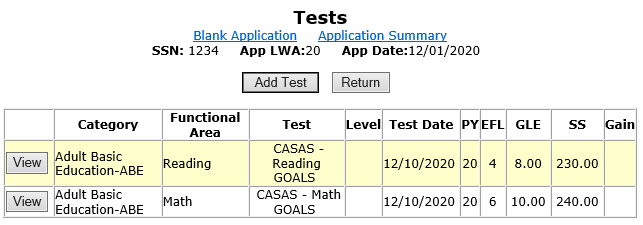 Tests
Blank Application Application Summary
SSN: 1234 App LWA:20 App Date:12/01/2020
Add Test Return
Category Functional Area Test Level Test Date PY EFL GLE SS Gain
View Adult Basic Education-ABE Reading CASAS - Reading GOALS 12/10/2020 20 4 8.00 230.00
View Adult Basic Education-ABE Math CASAS - Math GOALS 12/10/2020 20 6 10.00 240.00